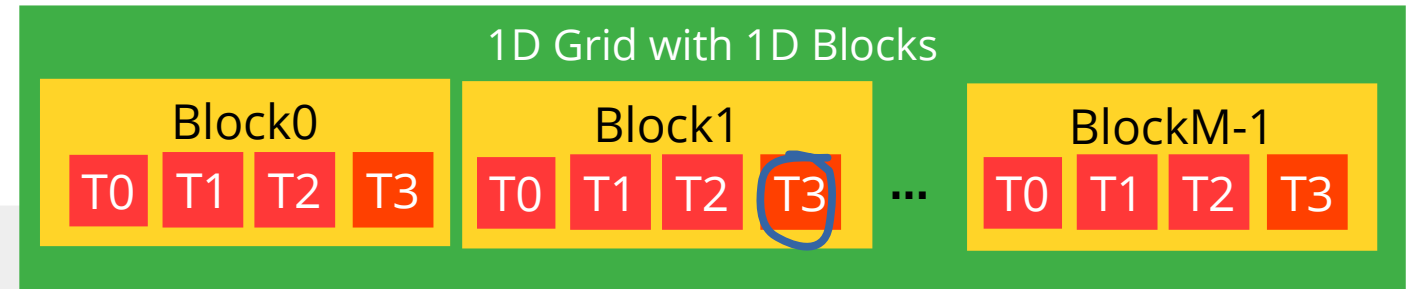 1D Grid with 1D Blocks
Block0
T0 T1 T2 T3
Block1
T0 T1 T2 T3
...
BlockM-1
T0 T1 T2 T3